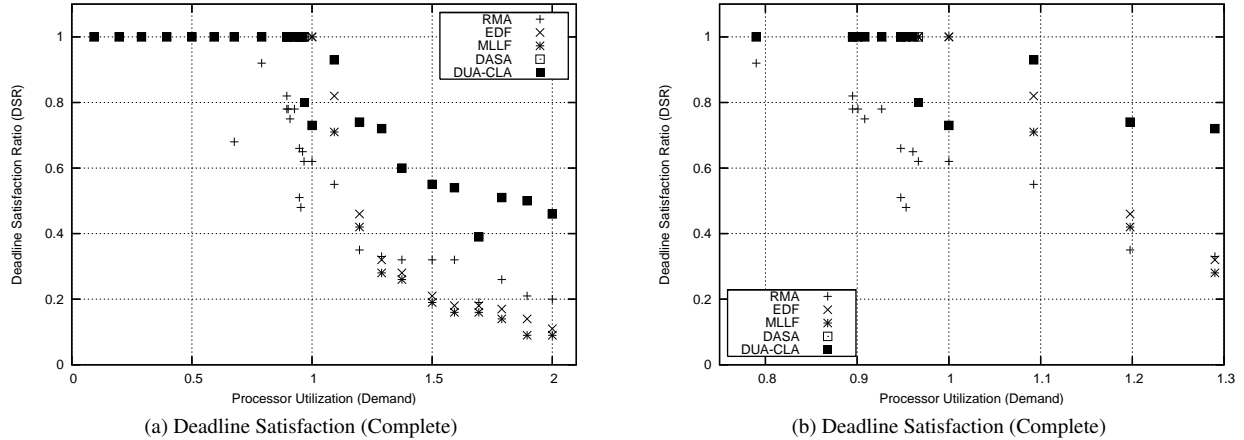 Deadline Satisfaction Ratio (DSR)
1
0.8
0.6
0.4
0.2
0
0
0.5
1
1.5
2
Processor Utilization (Demand)
RMA
EDF
MLLF
DASA
DUA-CLA
(a) Deadline Satisfaction (Complete)
Deadline Satisfaction Ratio (DSR)
1
0.8
0.6
0.4
0.2
0
0.8
0.9
1
1.1
1.2
1.3
Processor Utilization (Demand)
RMA
EDF
MLLF
DASA
DUA-CLA
(b) Deadline Satisfaction (Complete)